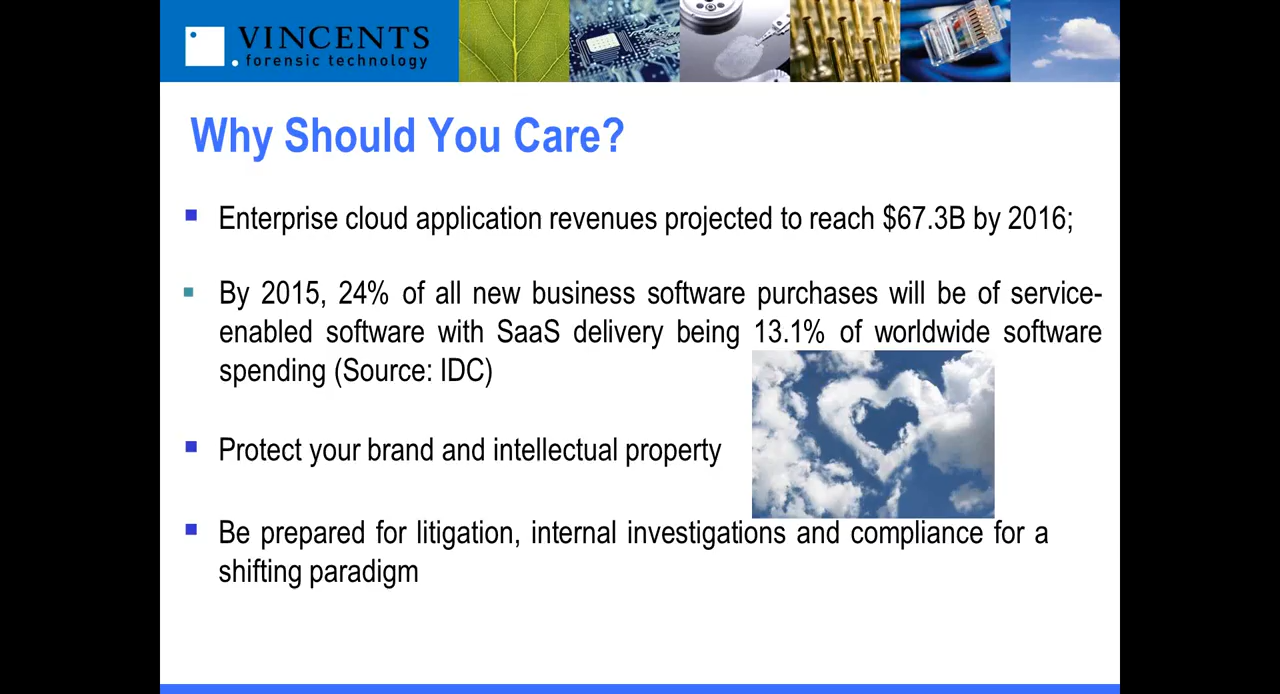 VINCENTS
forensic technology
Why Should You Care?
Enterprise cloud application revenues projected to reach $67.3B by 2016;
By 2015, 24% of all new business software purchases will be of service-
enabled software with SaaS delivery being 13.1% of worldwide software
spending (Source: IDC)
Protect your brand and intellectual property
Be prepared for litigation, internal investigations and compliance for a
shifting paradigm